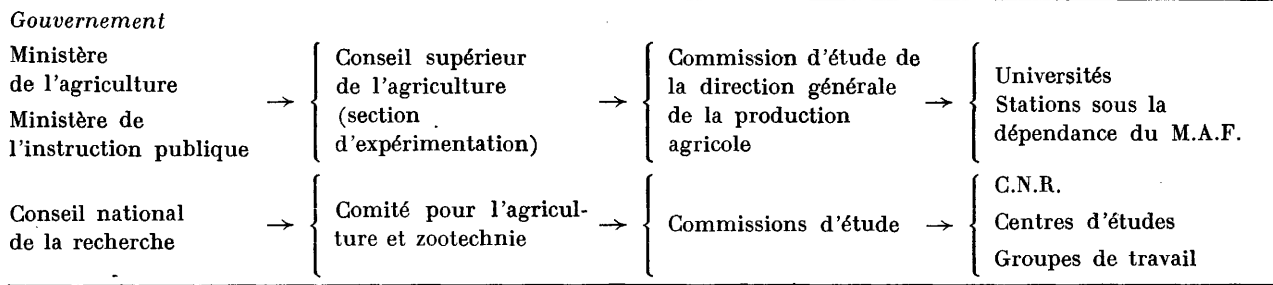 Gouvernement
Ministère
de l'agriculture
Ministère de
l'instruction publique
→
Conseil supérieur
de l'agriculture
(section
d'expérimentation)
→
Commission d'étude de
la direction générale
de la production
agricole
→
Universités
Stations sous la
dépendance du M.A.F.
Conseil national
de la recherche
→
Comité pour l'agricul-
ture et zootechnie
→
Commissions d'étude
→
C.N.R.
Centres d'études
Groupes de travail